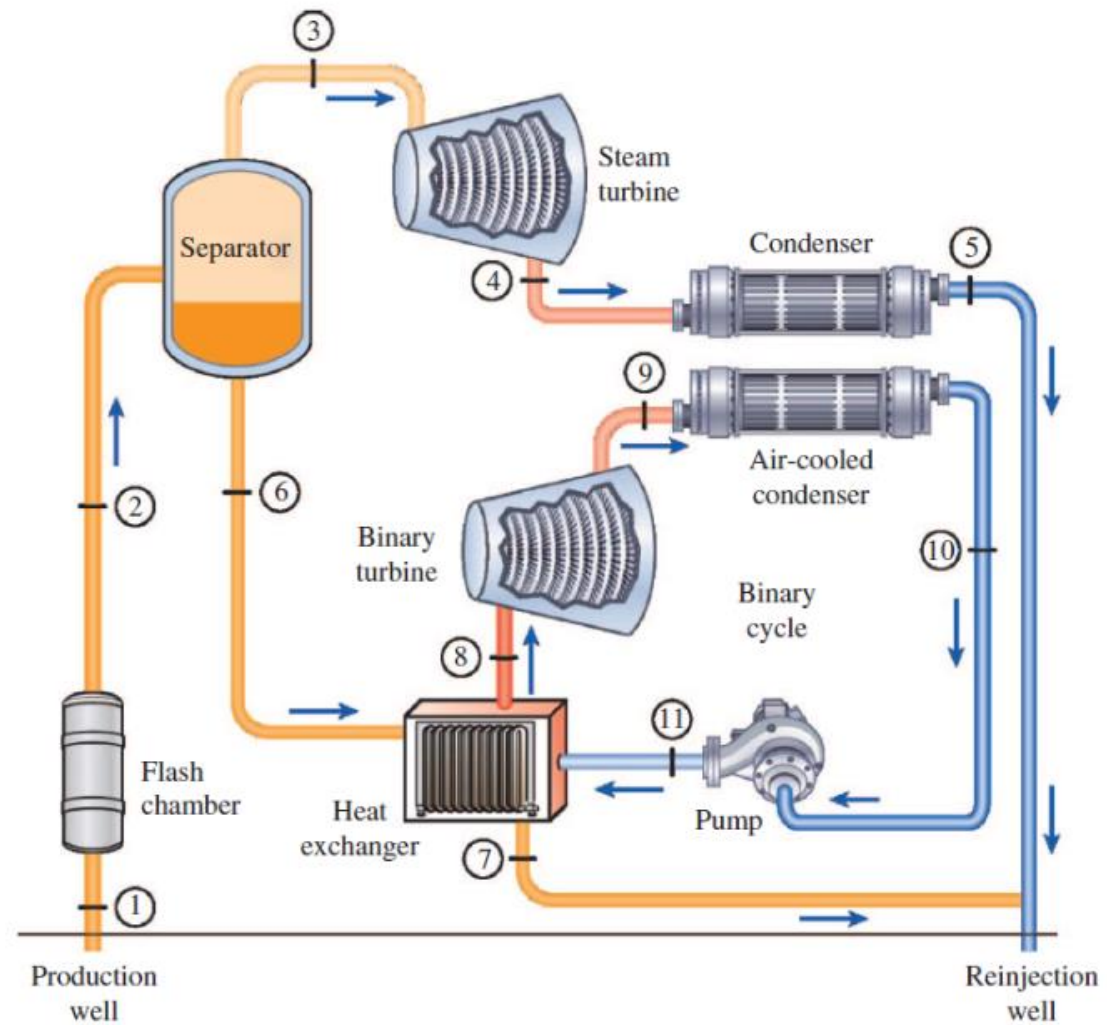 3
Steam
turbine
Separator
Condenser
5
4
9
Air-cooled
condenser
2
6
Binary
turbine
10
Binary
cycle
8
11
Flash
chamber
Heat
exchanger
Pump
7
1
Production
well
Reinjection
well